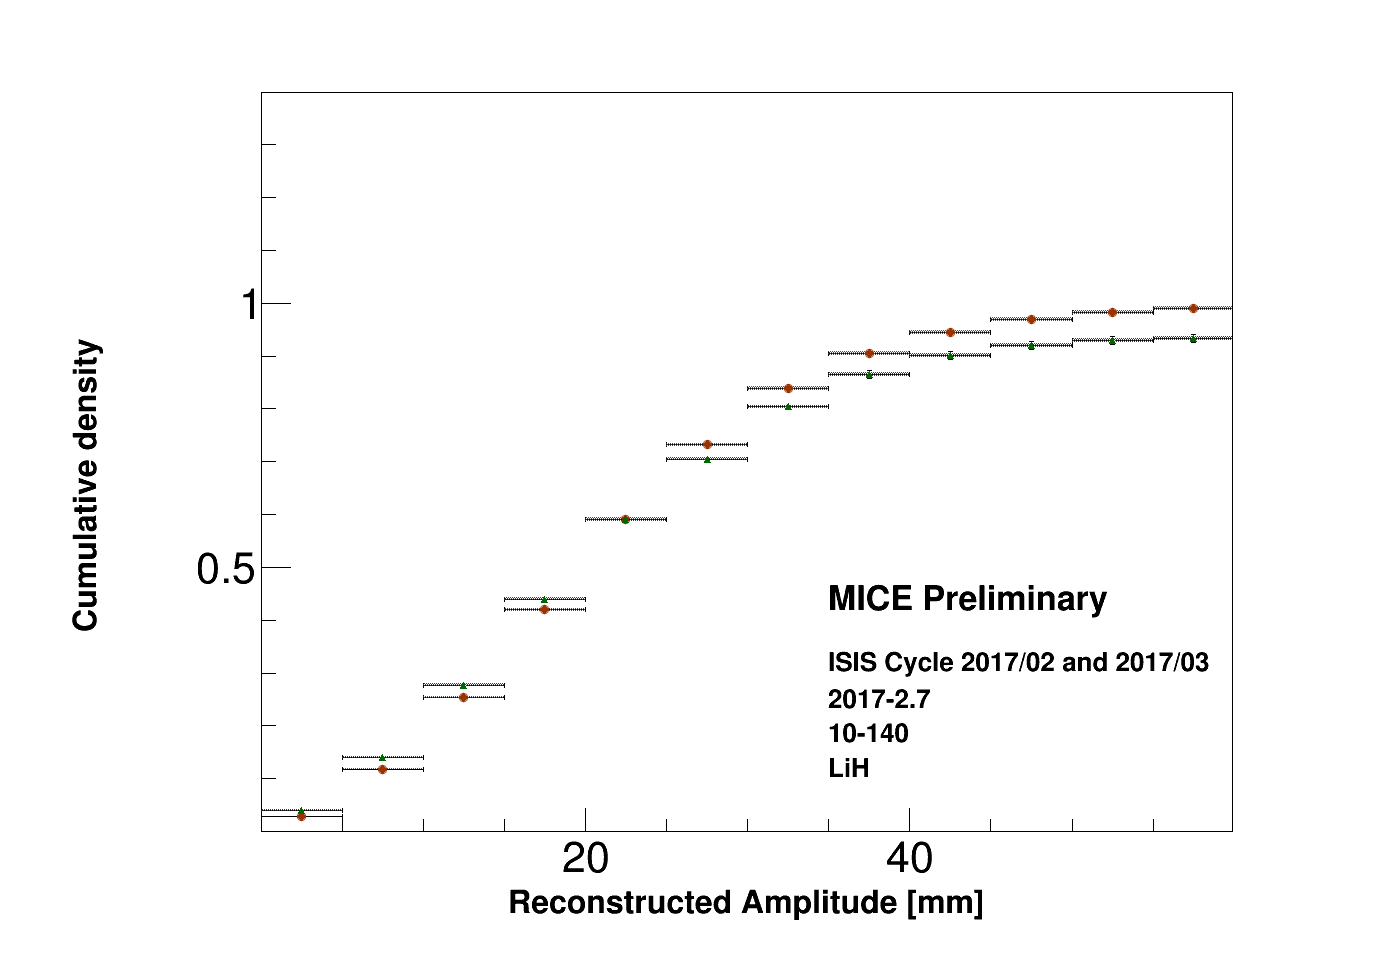 Cumulative density
1
0.5
MICE Preliminary
ISIS Cycle 2017/02 and 2017/03
2017-2.7
10-140
LiH
20
40
Reconstructed Amplitude [mm]